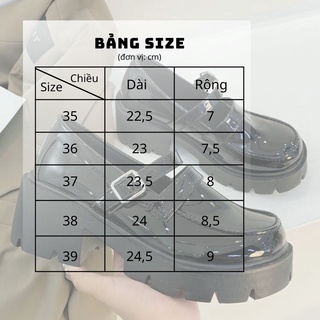 BẢNG SIZE
(đơn vị: cm)
Chiều
Size Dài Rộng
35 22,5 7
36 23 7,5
37 23,5 8
38 24 8,5
39 24,5 9